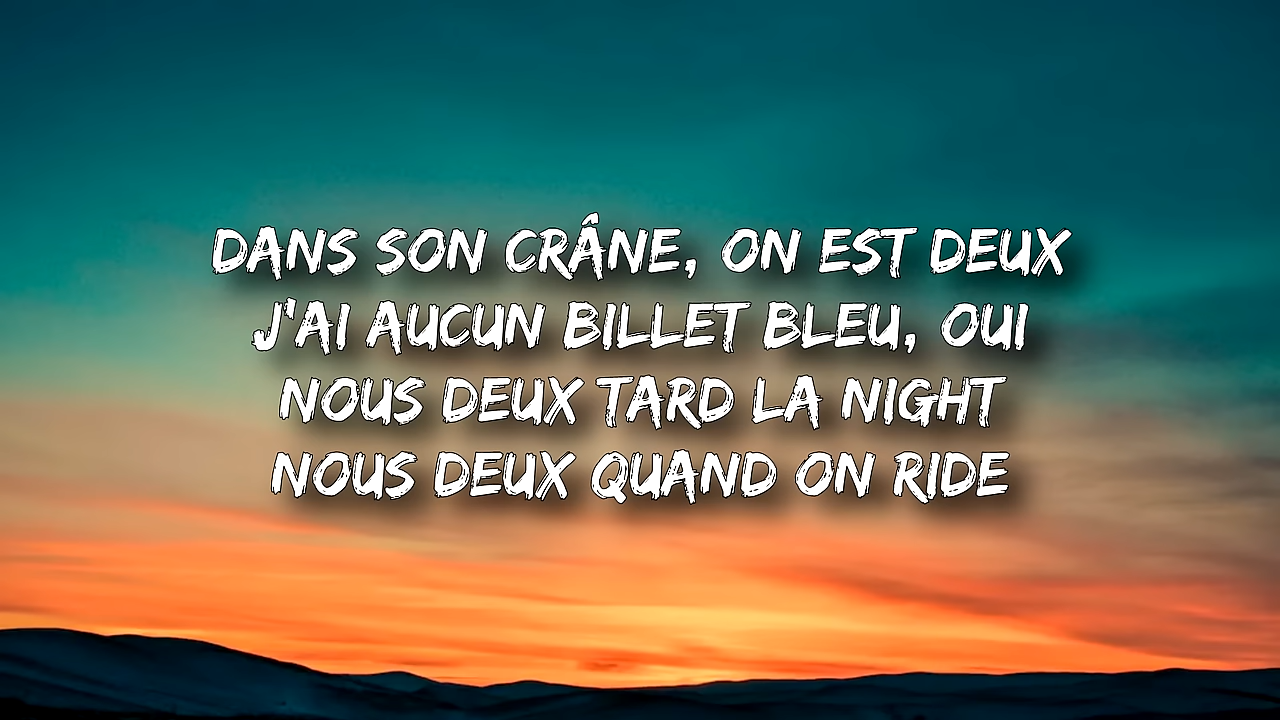 DANS SON CRÂNE, ON EST DEUX
J'AI AUCUN BILLET BLEU, OUI
NOUS DEUX TARD LA NIGHT
NOUS DEUX QUAND ON RIDE